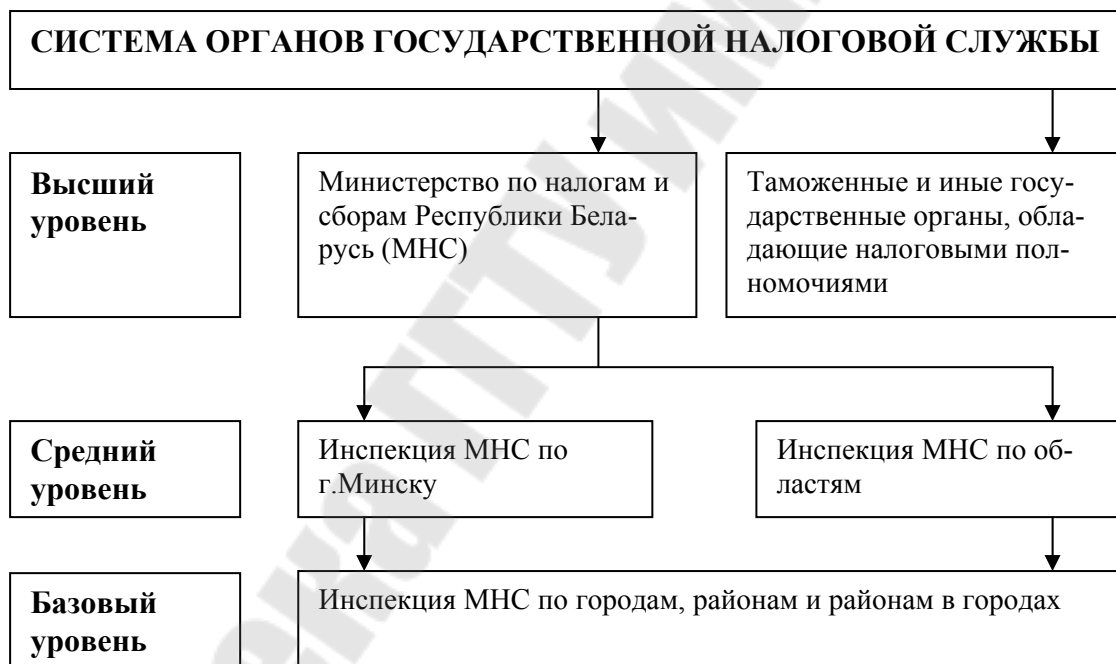 СИСТЕМА ОРГАНОВ ГОСУДАРСТВЕННОЙ НАЛОГОВОЙ СЛУЖБЫ
Высший
уровень
Министерство по налогам и
сборам Республики Бела-
русь (МНС)
Таможенные и иные госу-
дарственные органы, обла-
дающие налоговыми пол-
номочиями
Средний
уровень
Инспекция МНС по
г.Минску
Инспекция МНС по об-
ластям
Базовый
уровень
Инспекция МНС по городам, районам и районам в городах